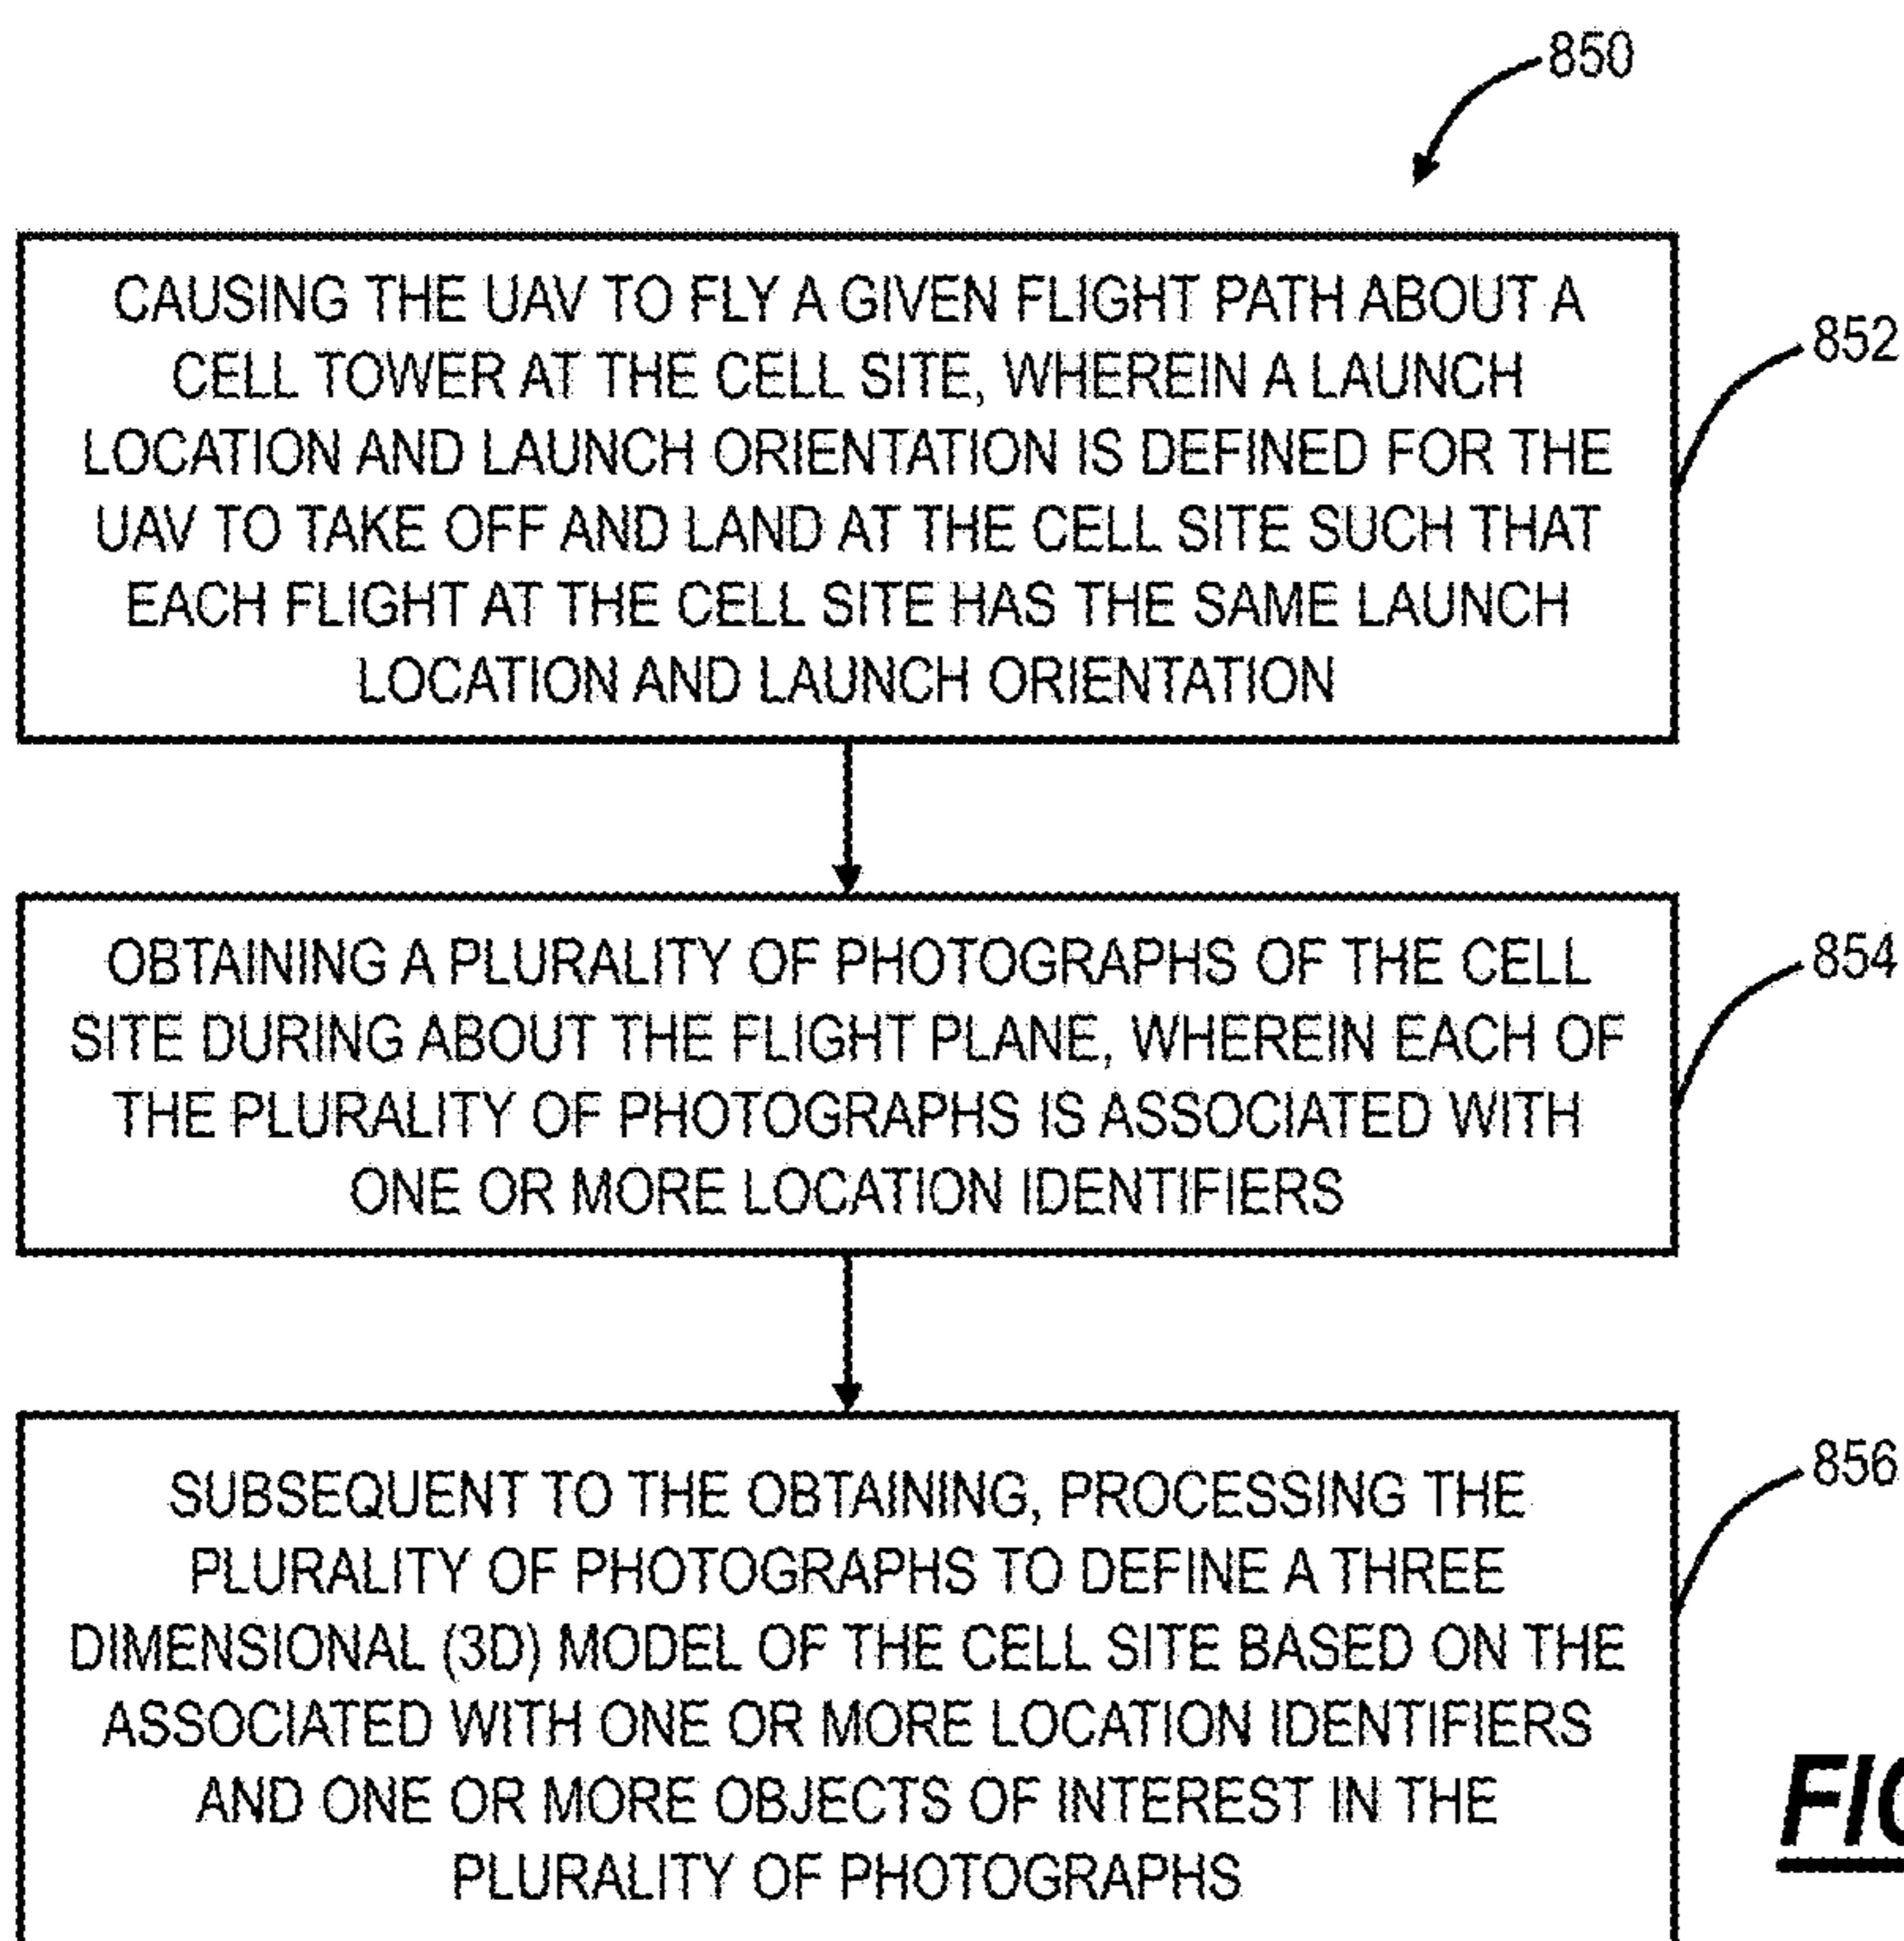 850
CAUSING THE UAV TO FLY A GIVEN FLIGHT PATH ABOUT A
CELL TOWER AT THE CELL SITE, WHEREIN A LAUNCH
LOCATION AND LAUNCH ORIENTATION IS DEFINED FOR THE
UAV TO TAKE OFF AND LAND AT THE CELL SITE SUCH THAT
EACH FLIGHT AT THE CELL SITE HAS THE SAME LAUNCH
LOCATION AND LAUNCH ORIENTATION
852
OBTAINING A PLURALITY OF PHOTOGRAPHS OF THE CELL
SITE DURING ABOUT THE FLIGHT PLANE, WHEREIN EACH OF
THE PLURALITY OF PHOTOGRAPHS IS ASSOCIATED WITH
ONE OR MORE LOCATION IDENTIFIERS
854
SUBSEQUENT TO THE OBTAINING, PROCESSING THE
PLURALITY OF PHOTOGRAPHS TO DEFINE A THREE
DIMENSIONAL (3D) MODEL OF THE CELL SITE BASED ON THE
ASSOCIATED WITH ONE OR MORE LOCATION IDENTIFIERS
AND ONE OR MORE OBJECTS OF INTEREST IN THE
PLURALITY OF PHOTOGRAPHS
856